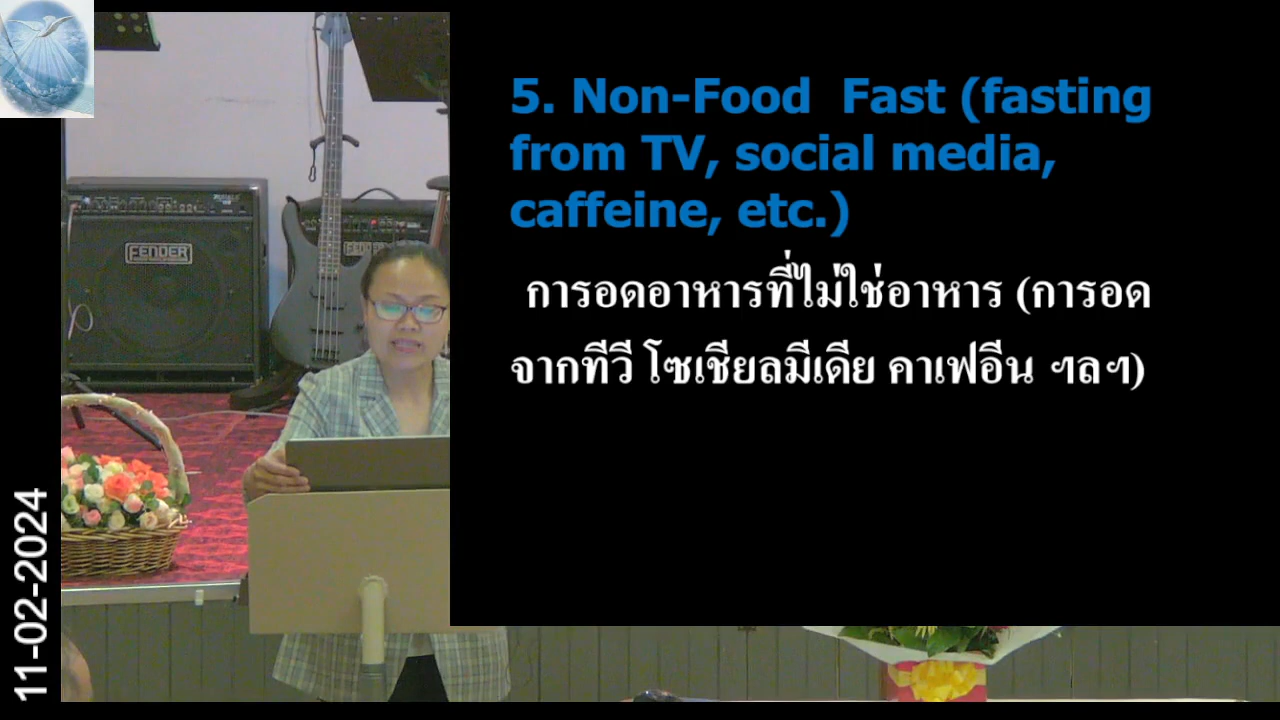 5. Non-Food  Fast (fasting
from TV, social media,
caffeine, etc.)
การอดอาหารที่ไม่ใช่อาหาร (การอด
จากทีวี โซเชียลมีเดีย คาเฟอีน ฯลฯ)
FENDER
FENDER
11-02-2024